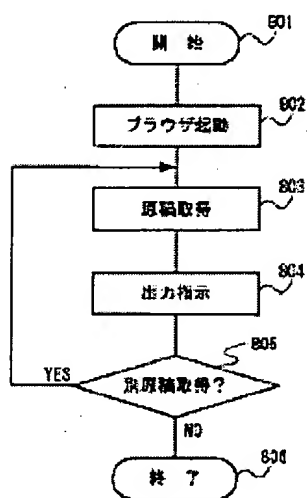 801
開 始
802
ブラウザ起動
803
原稿取得
804
出力指示
805
YES
別原稿取得?
NO
806
終 了